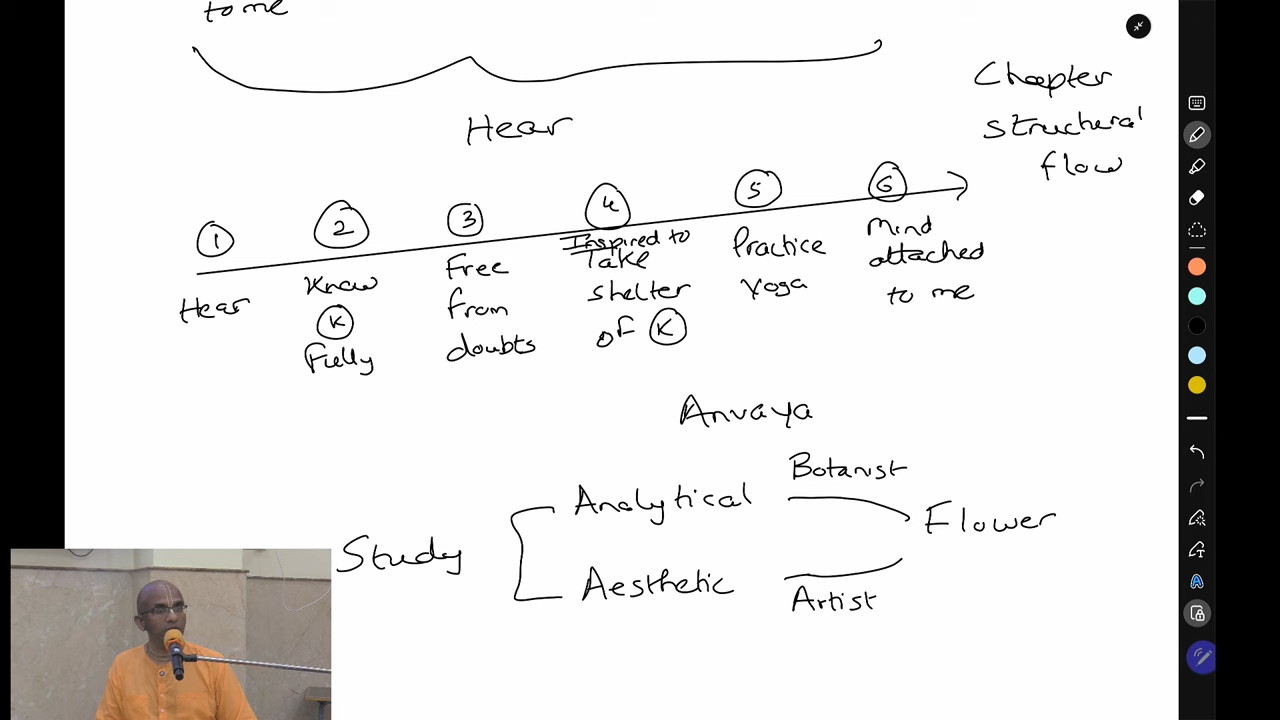 to me
Hear
Chapter
structural
flow
1
2
3
4
5
6
Hear
Know
K
Fully
Free
from
doubts
Inspired to
Take
shelter
of K
Practice
yoga
Mind
attached
to me
Anvaya
Study
Analytical
Botanist
Flower
Aesthetic
Artist